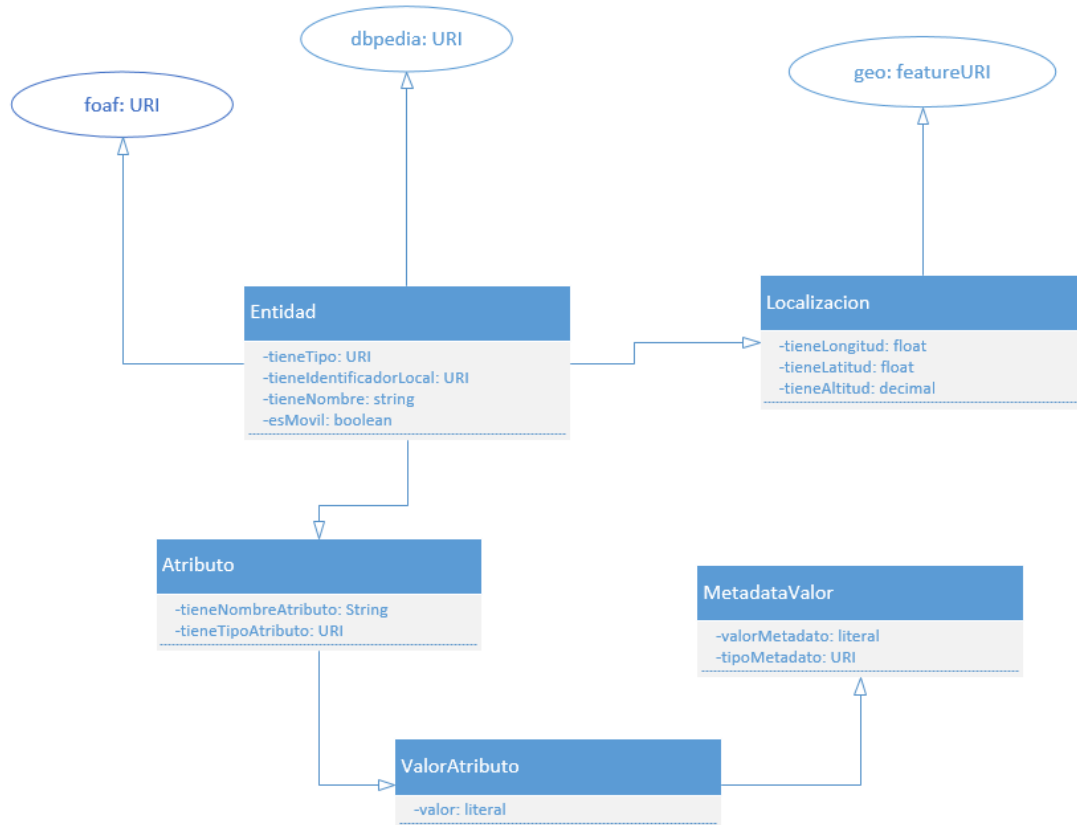 dbpedia: URI
geo: featureURI
foaf: URI
Entidad
-tieneTipo: URI
-tieneIdentificadorLocal: URI
-tieneNombre: string
-esMovil: boolean
Localizacion
-tieneLongitud: float
-tieneLatitud: float
-tieneAltitud: decimal
Atributo
-tieneNombreAtributo: String
-tieneTipoAtributo: URI
MetadataValor
-valorMetadato: literal
-tipoMetadato: URI
ValorAtributo
-valor: literal